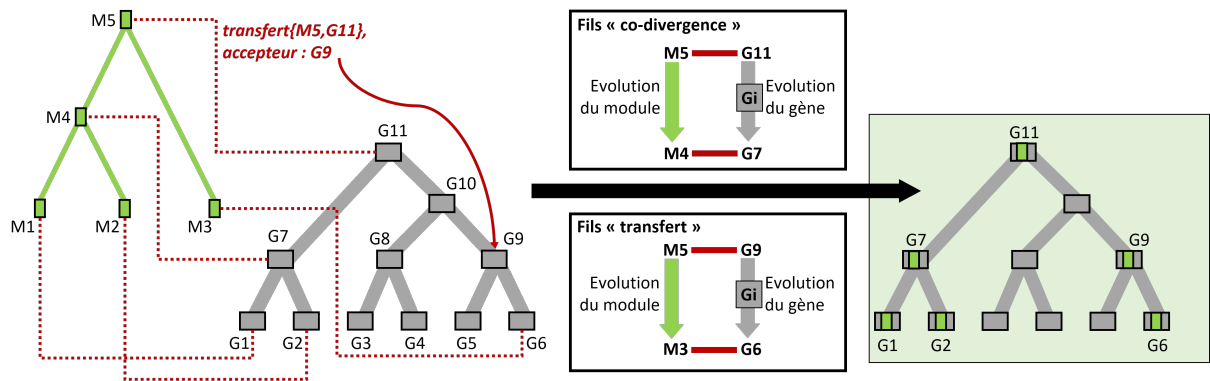 M5
transfert{M5,G11},
accepteur : G9
M4
G11
G10
M1
M2
M3
G7
G8
G9
G1
G2
G3
G4
G5
G6
Fils « co-divergence »
M5
G11
Evolution
du module
Gi
Evolution
du gène
M4
G7
Fils « transfert »
M5
G9
Evolution
du module
Gi
Evolution
du gène
M3
G6
G11
G7
G9
G1
G2
G6